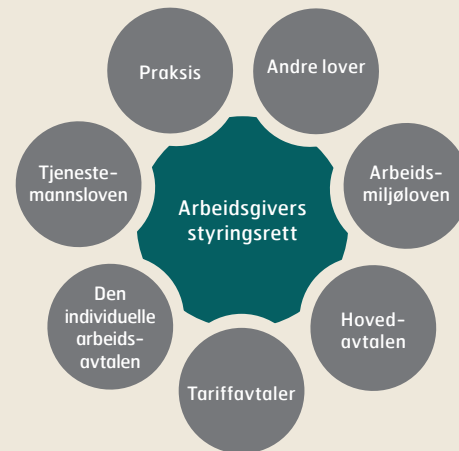 Praksis
Andre lover
Tjeneste-
mannsloven
Arbeidsgivers
styringsrett
Arbeids-
miljøloven
Den
individuelle
arbeids-
avtalen
Hoved-
avtalen
Tariffavtaler